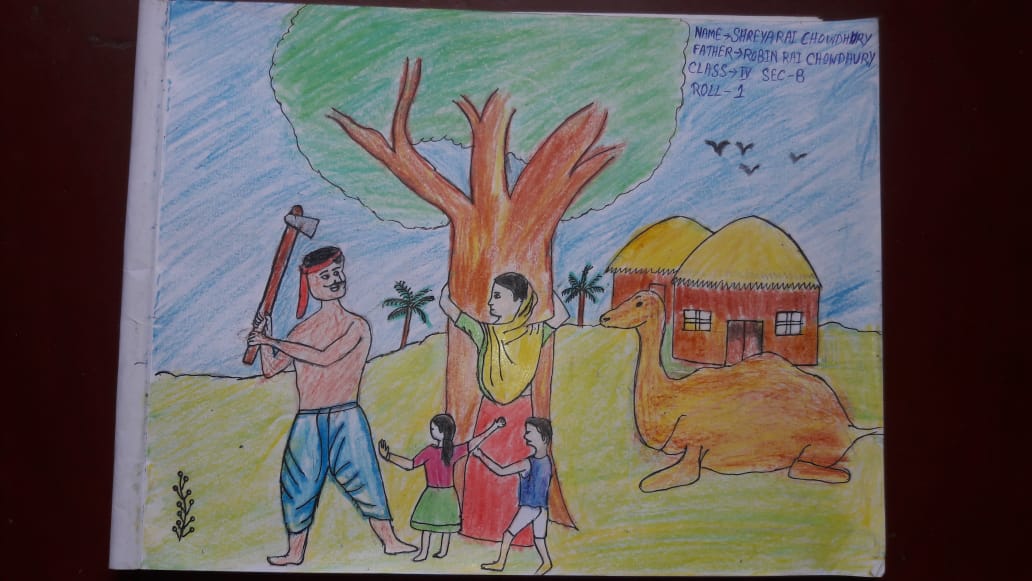 NAME→SHREYA RAI CHOWDHURY
FATHER→ROBIN RAI CHOWDHURY
CLASS→IV SEC-B
ROLL-1